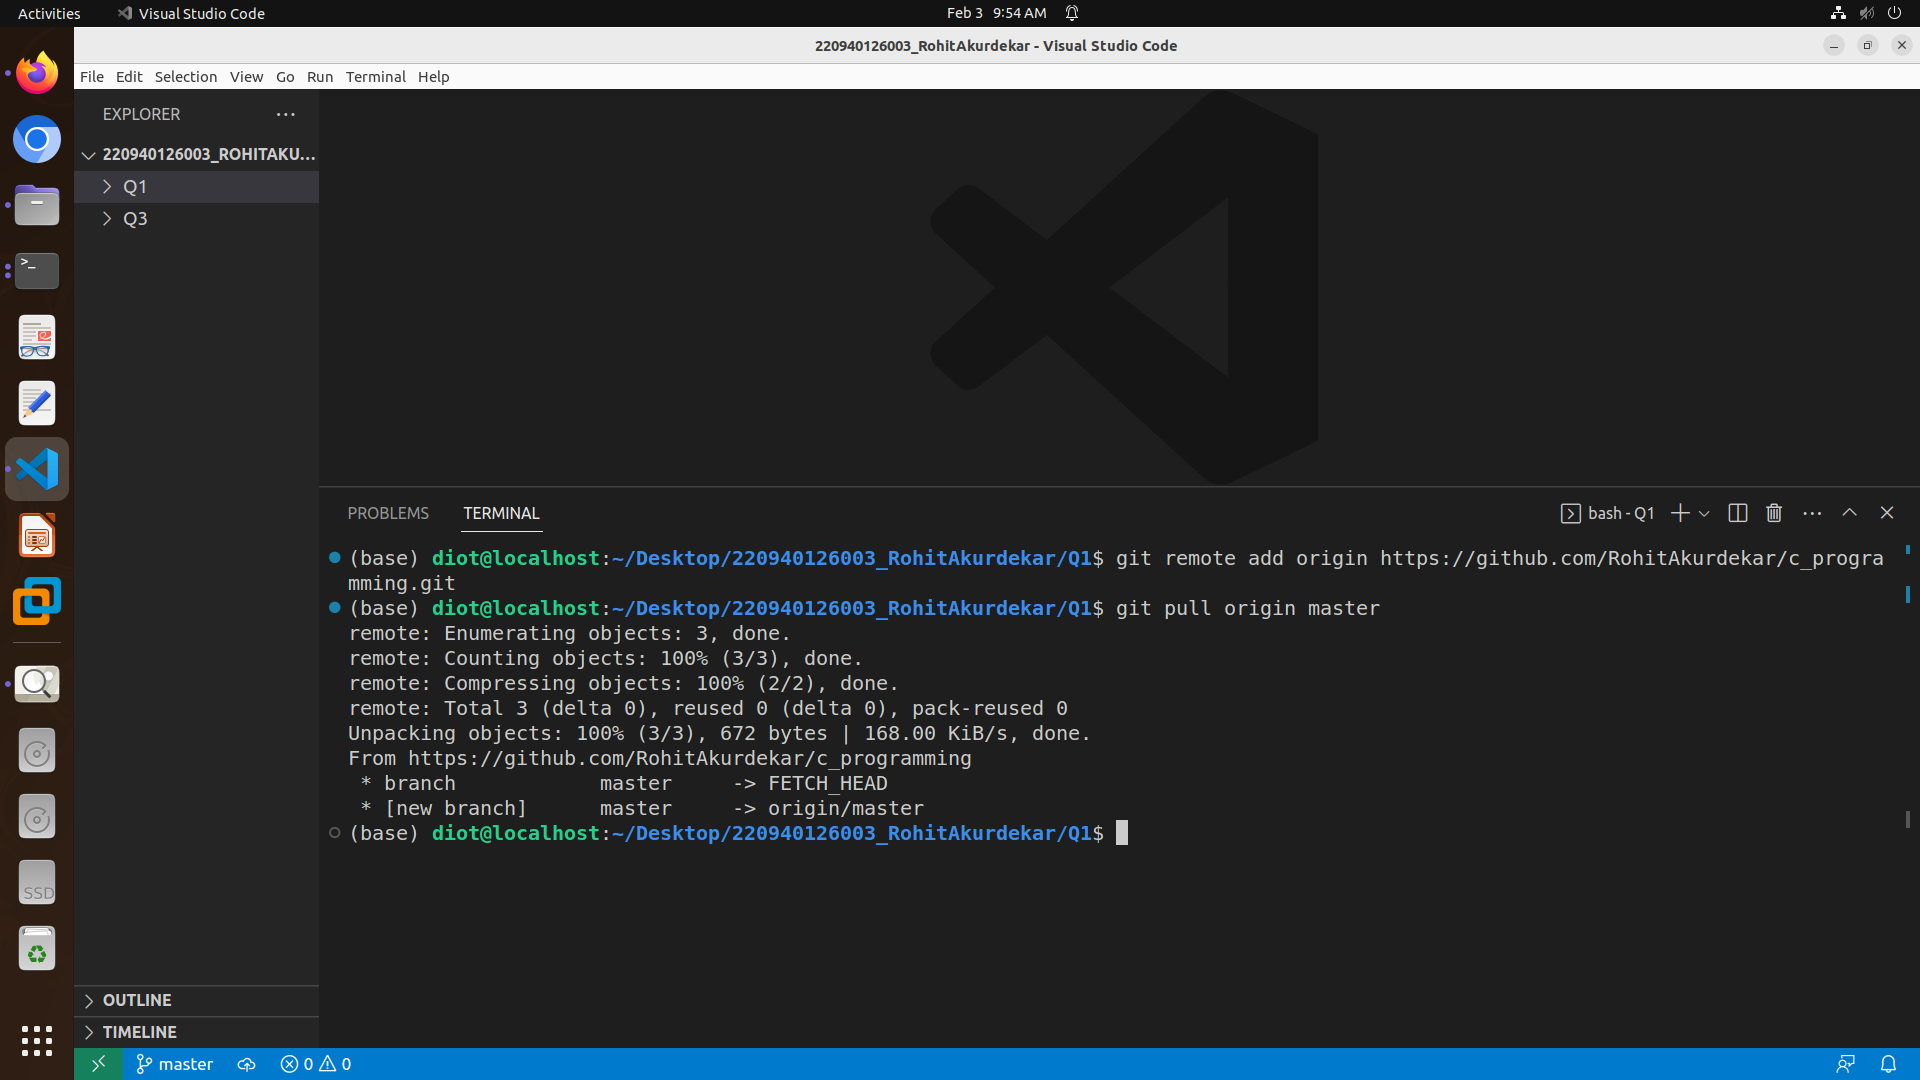 Activities
Visual Studio Code
Feb 3 9:54 AM
220940126003_RohitAkurdekar - Visual Studio Code
File Edit Selection View Go Run Terminal Help
EXPLORER
220940126003_ROHITAKU...
Q1
Q3
PROBLEMS
TERMINAL
bash - Q1
(base) diot@localhost:~/Desktop/220940126003_RohitAkurdekar/Q1$ git remote add origin https://github.com/RohitAkurdekar/c_progra
mming.git
(base) diot@localhost:~/Desktop/220940126003_RohitAkurdekar/Q1$ git pull origin master
remote: Enumerating objects: 3, done.
remote: Counting objects: 100% (3/3), done.
remote: Compressing objects: 100% (2/2), done.
remote: Total 3 (delta 0), reused 0 (delta 0), pack-reused 0
Unpacking objects: 100% (3/3), 672 bytes | 168.00 KiB/s, done.
From https://github.com/RohitAkurdekar/c_programming
 * branch            master     -> FETCH_HEAD
 * [new branch]      master     -> origin/master
(base) diot@localhost:~/Desktop/220940126003_RohitAkurdekar/Q1$
SSD
OUTLINE
TIMELINE
master
0
0